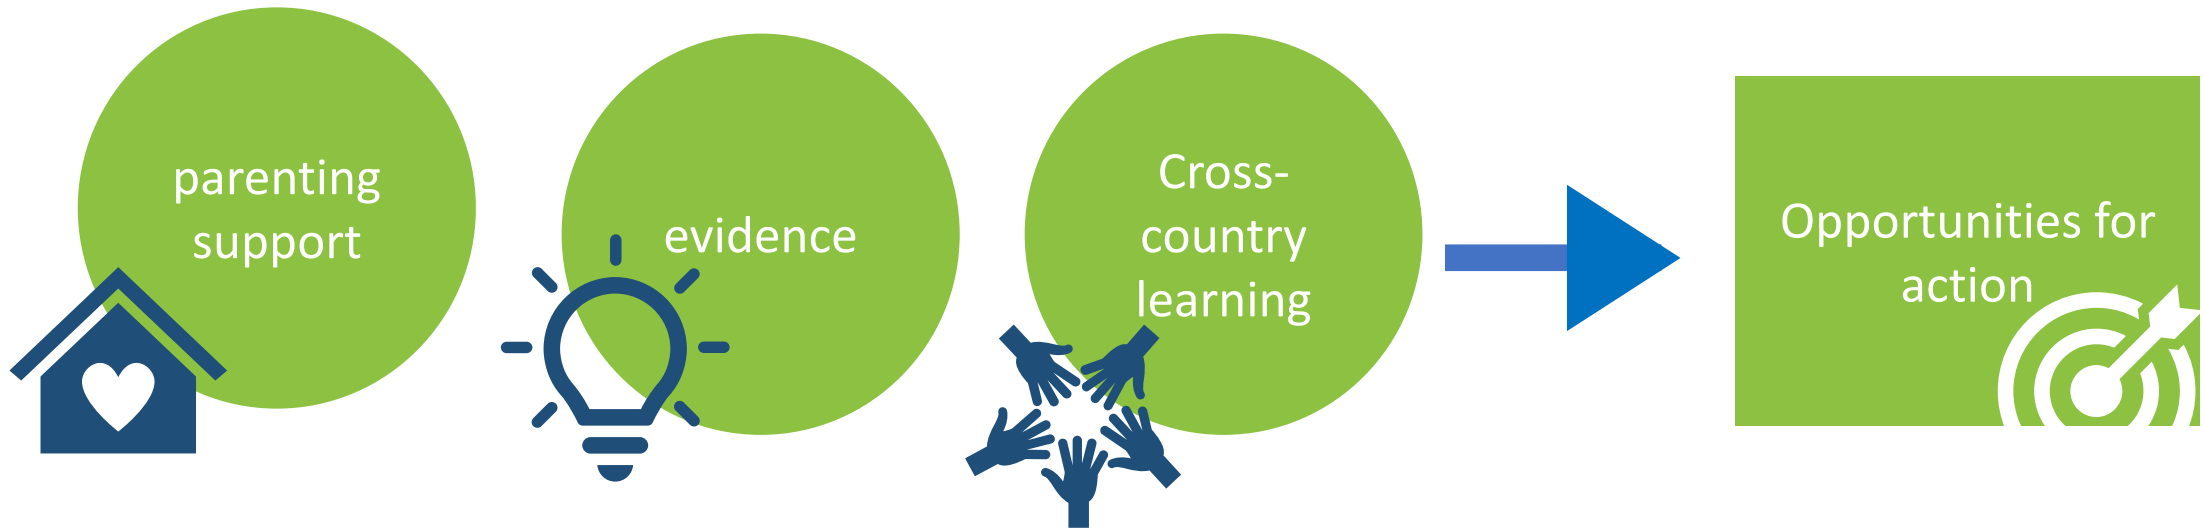 parenting
support
evidence
Cross-
country
learning
Opportunities for
action